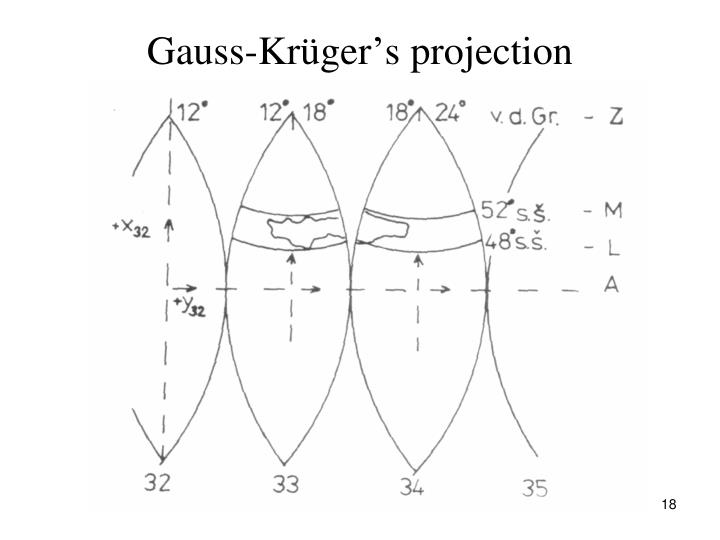 Gauss-Krüger's projection
12° 12° 18° 18° 24° v.d.Gr. - Z
52° s.š. - M
+x32
48° s.š. - L
A
+y32
32 33 34 35
18